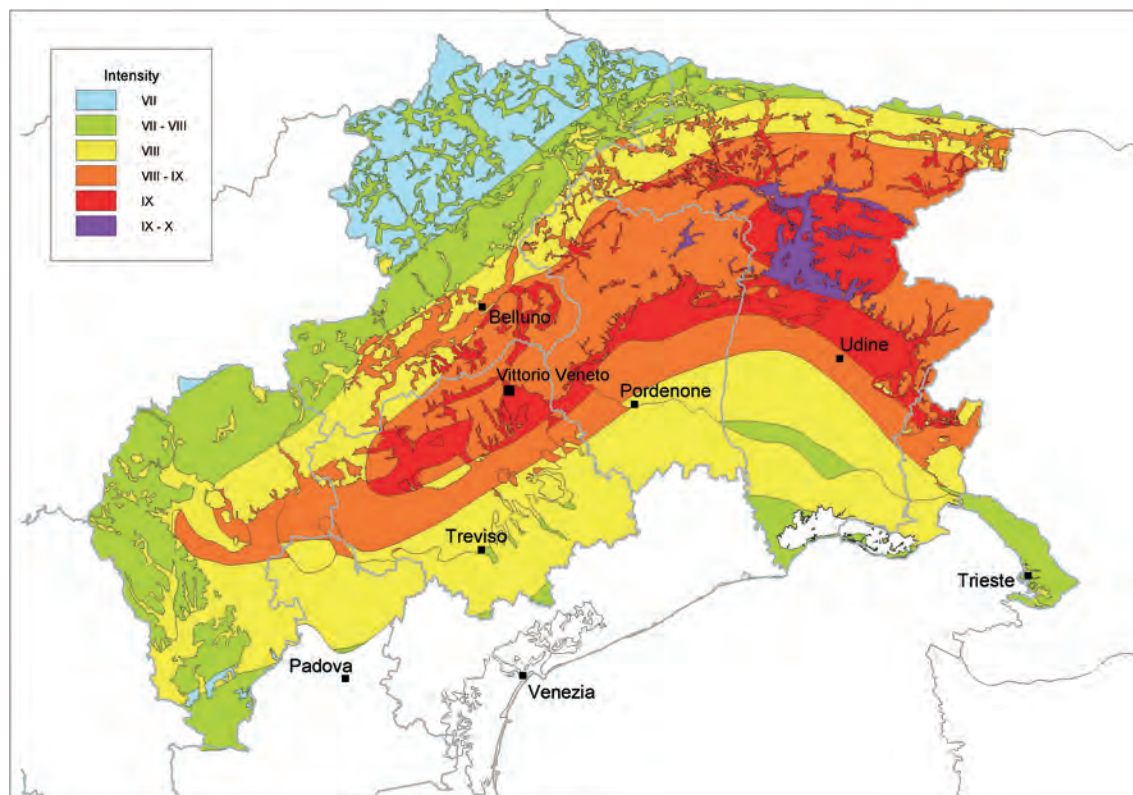 Intensity
VII
VII - VIII
VIII
VIII - IX
IX
IX - X
Belluno
Udine
Vittorio Veneto
Pordenone
Treviso
Trieste
Padova
Venezia